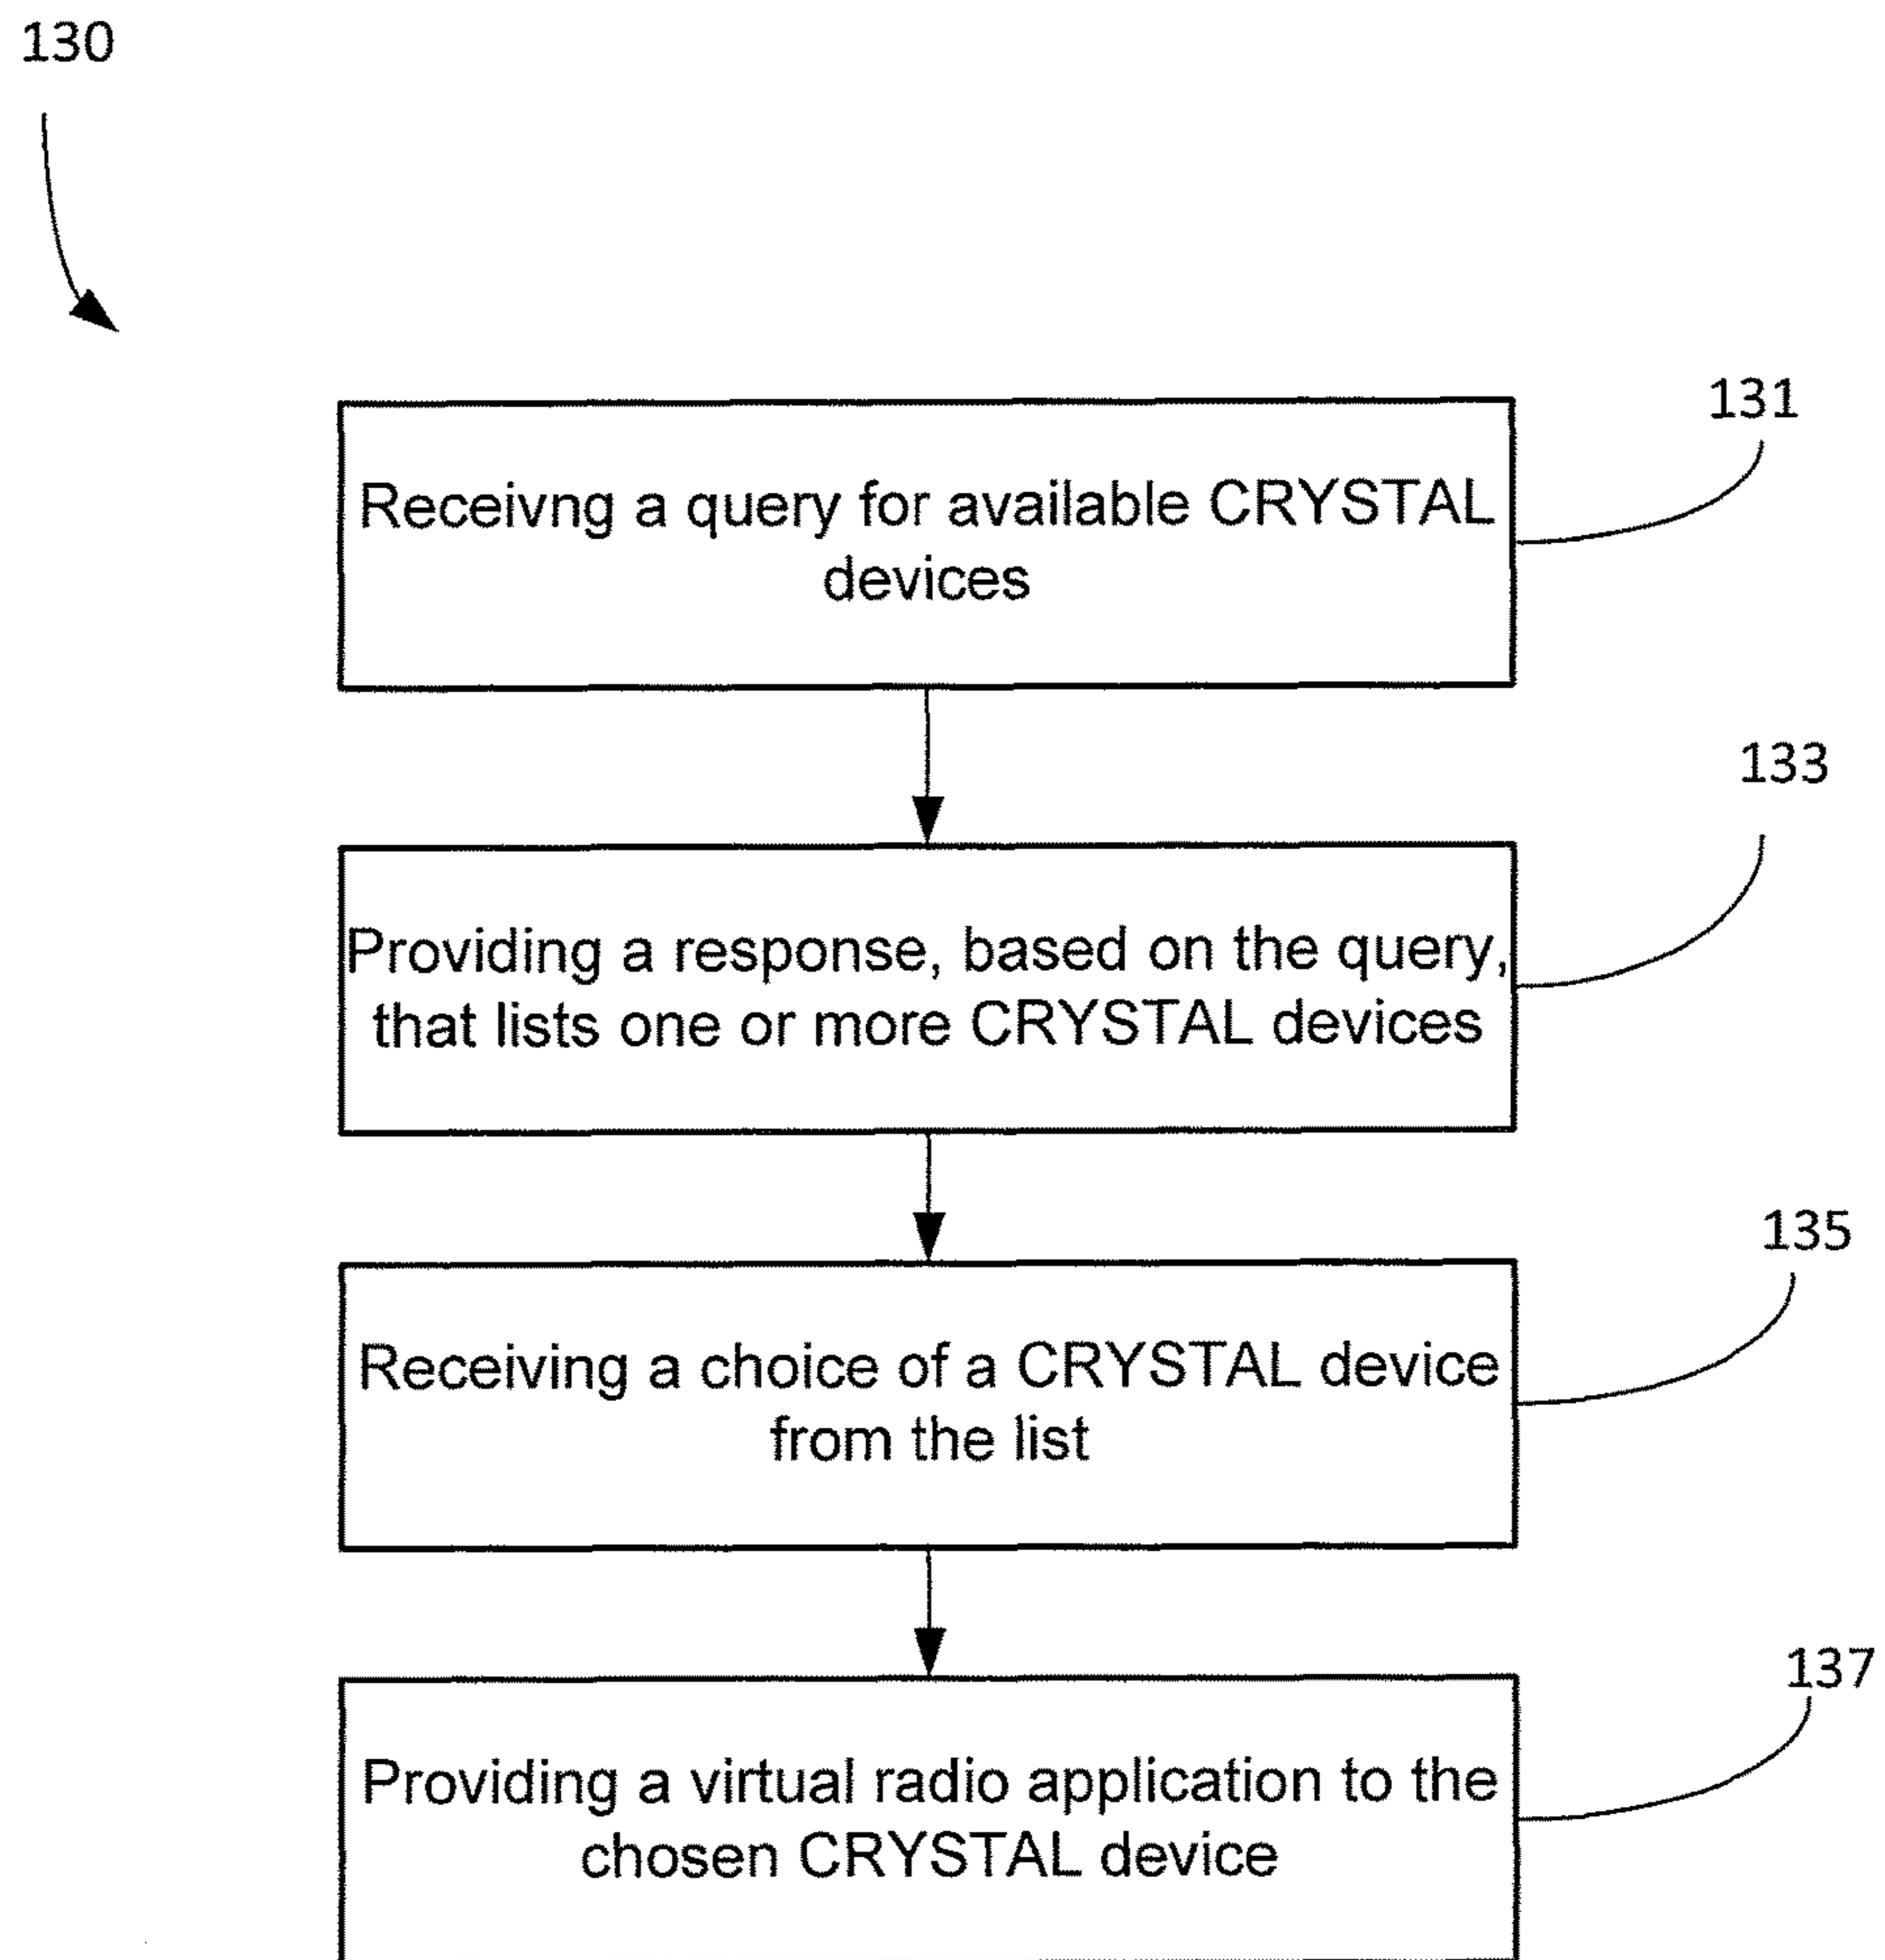 130
131
Receivng a query for available CRYSTAL
devices
133
Providing a response, based on the query,
that lists one or more CRYSTAL devices
135
Receiving a choice of a CRYSTAL device
from the list
137
Providing a virtual radio application to the
chosen CRYSTAL device